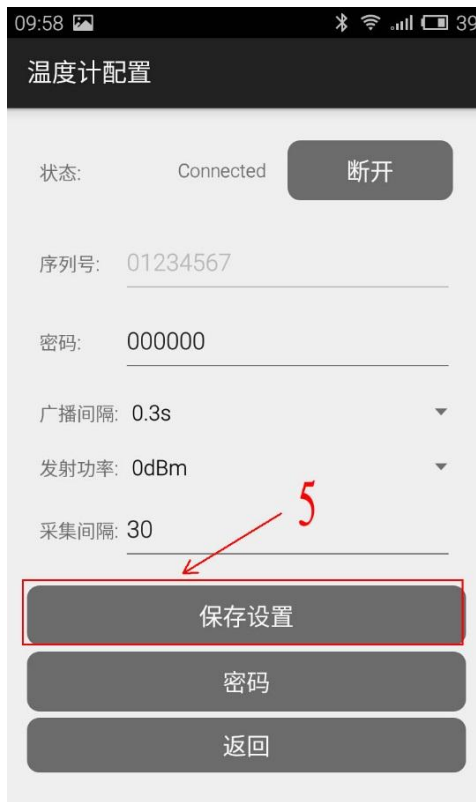 09:58 39
温度计配置
状态: Connected 断开
序列号: 01234567
密码: 000000
广播间隔: 0.3s
发射功率: 0dBm
5
采集间隔: 30
保存设置
密码
返回